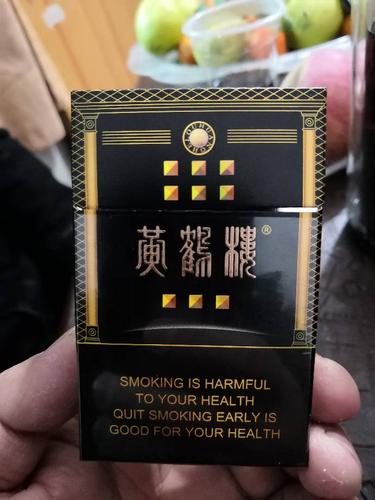 黄鹤楼®
SMOKING IS HARMFUL
TO YOUR HEALTH
QUIT SMOKING EARLY IS
GOOD FOR YOUR HEALTH